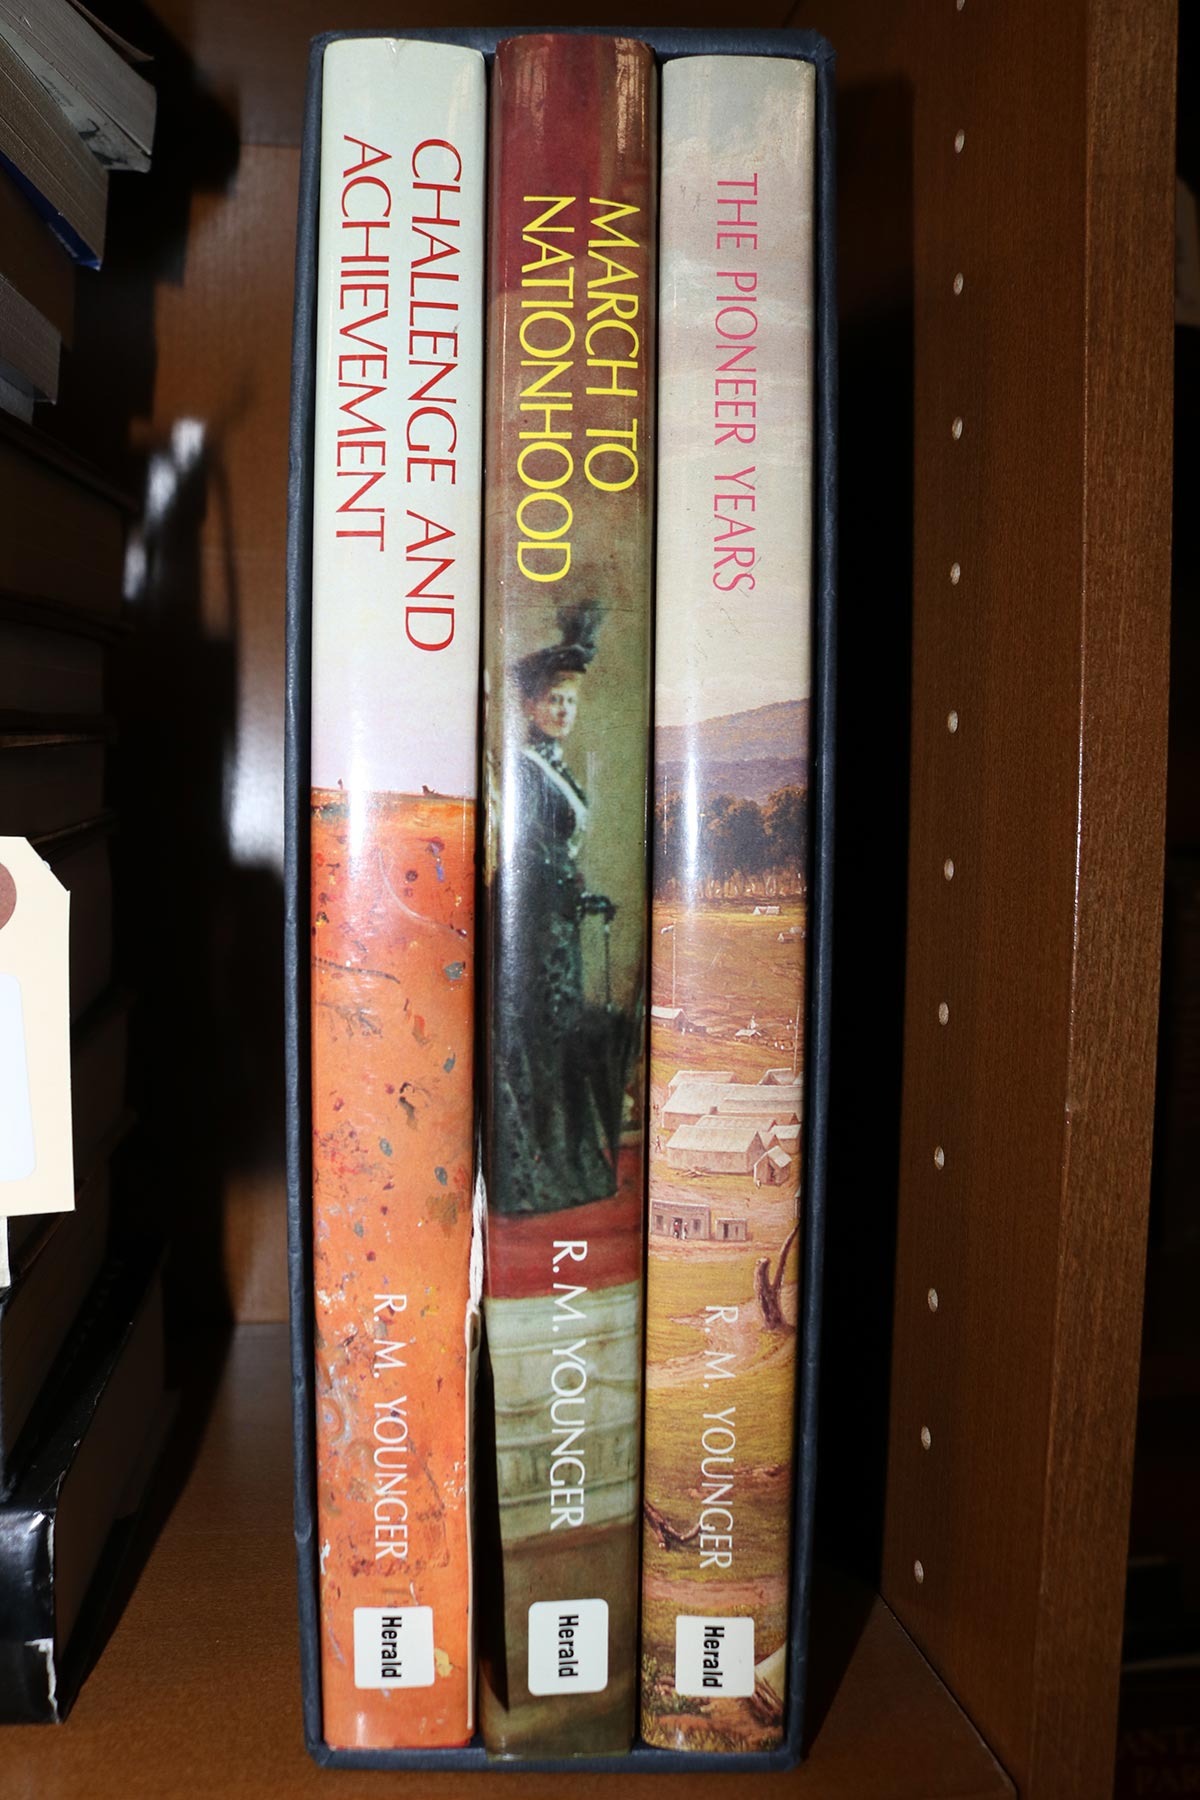 CHALLENGE AND
ACHIEVEMENT
R. M. YOUNGER
Herald
MARCH TO
NATIONHOOD
R. M. YOUNGER
Herald
THE PIONEER YEARS
R. M. YOUNGER
Herald